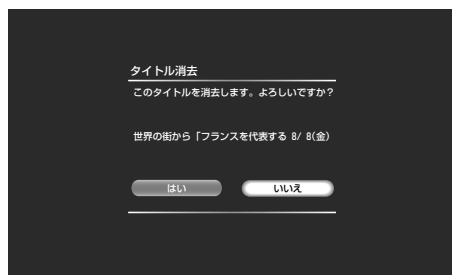 タイトル消去
このタイトルを消去します。よろしいですか?
世界の街から「フランスを代表する 8/ 8(金)
はい
いいえ